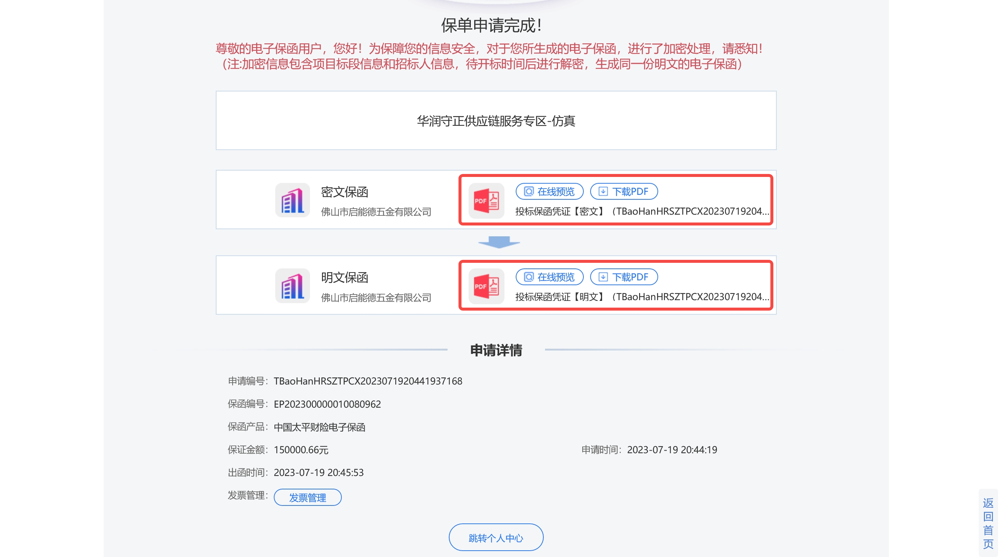 保单申请完成！
尊敬的电子保函用户，您好！为保障您的信息安全，对于您所生成的电子保函，进行了加密处理，请悉知！
（注:加密信息包含项目标段信息和招标人信息，待开标时间后进行解密，生成同一份明文的电子保函）
华润守正供应链服务专区-仿真
密文保函
佛山市启能德五金有限公司
PDF
在线预览
下载PDF
投标保函凭证【密文】（TBaoHanHRSZTPCX20230719204...
明文保函
佛山市启能德五金有限公司
PDF
在线预览
下载PDF
投标保函凭证【明文】（TBaoHanHRSZTPCX20230719204...
申请详情
申请编号：TBaoHanHRSZTPCX2023071920441937168
保函编号：EP202300000010080962
保函产品：中国太平财险电子保函
保证金额：150000.66元
申请时间：2023-07-19 20:44:19
出函时间：2023-07-19 20:45:53
发票管理：发票管理
跳转个人中心
返回首页